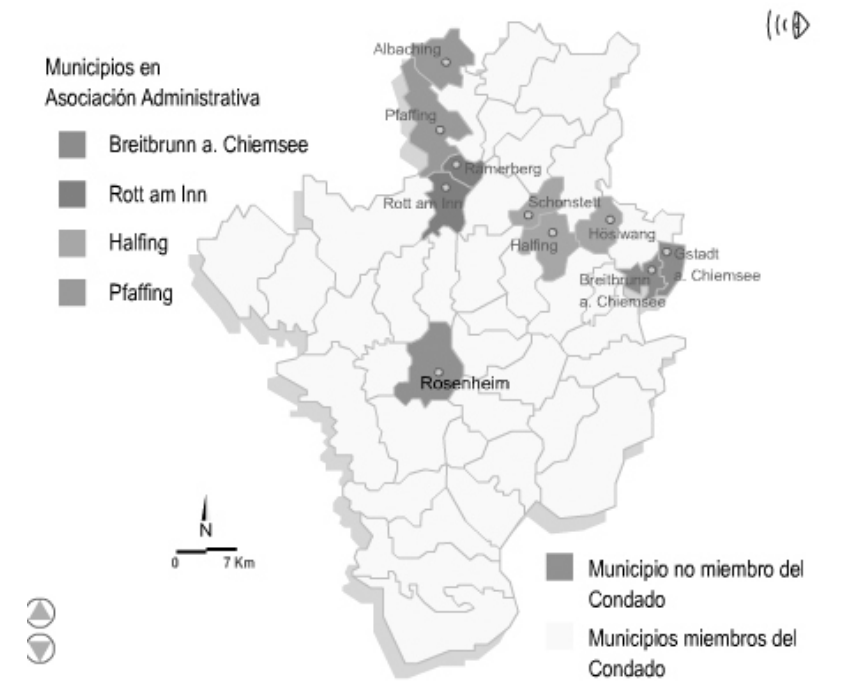 Municipios en
Asociación Administrativa
Breitbrunn a. Chiemsee
Rott am Inn
Halfing
Pfaffing
Albaching
Pfaffing
Ramerberg
Rott am Inn
Schonstett
Halfing
Höslwang
Gstadt
a. Chiemsee
Breitbrunn
a. Chiemsee
Rosenheim
N
0 7 Km
Municipio no miembro del
Condado
Municipios miembros del
Condado